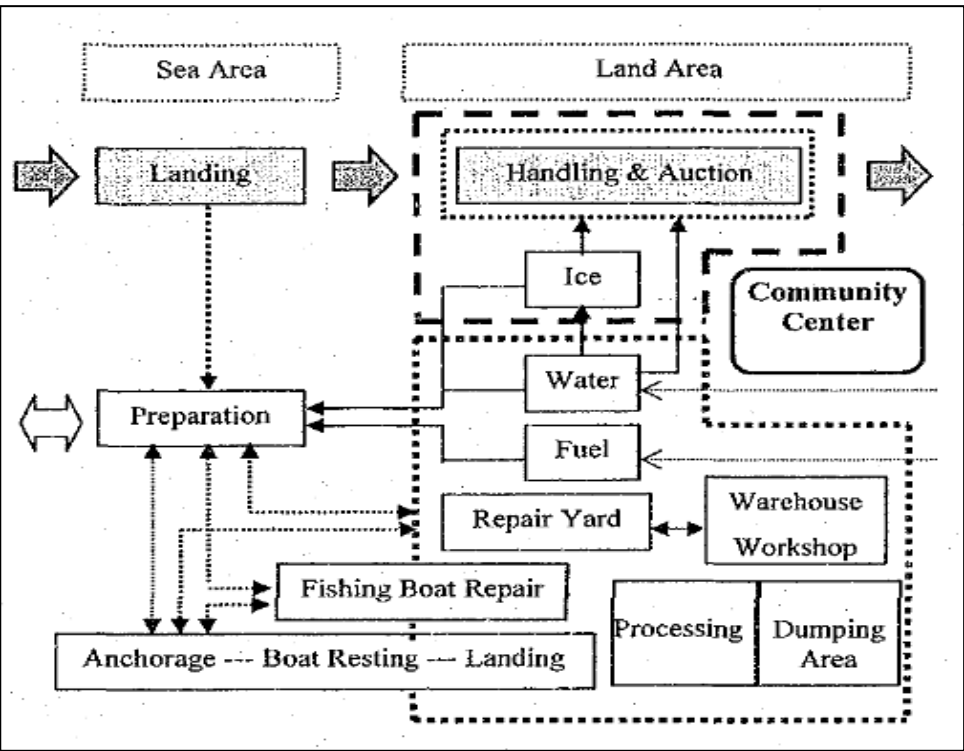 Sea Area
Land Area
Landing
Handling & Auction
Ice
Community
Center
Water
Preparation
Fuel
Repair Yard
Warehouse
Workshop
Fishing Boat Repair
Processing
Dumping
Area
Anchorage --- Boat Resting --- Landing